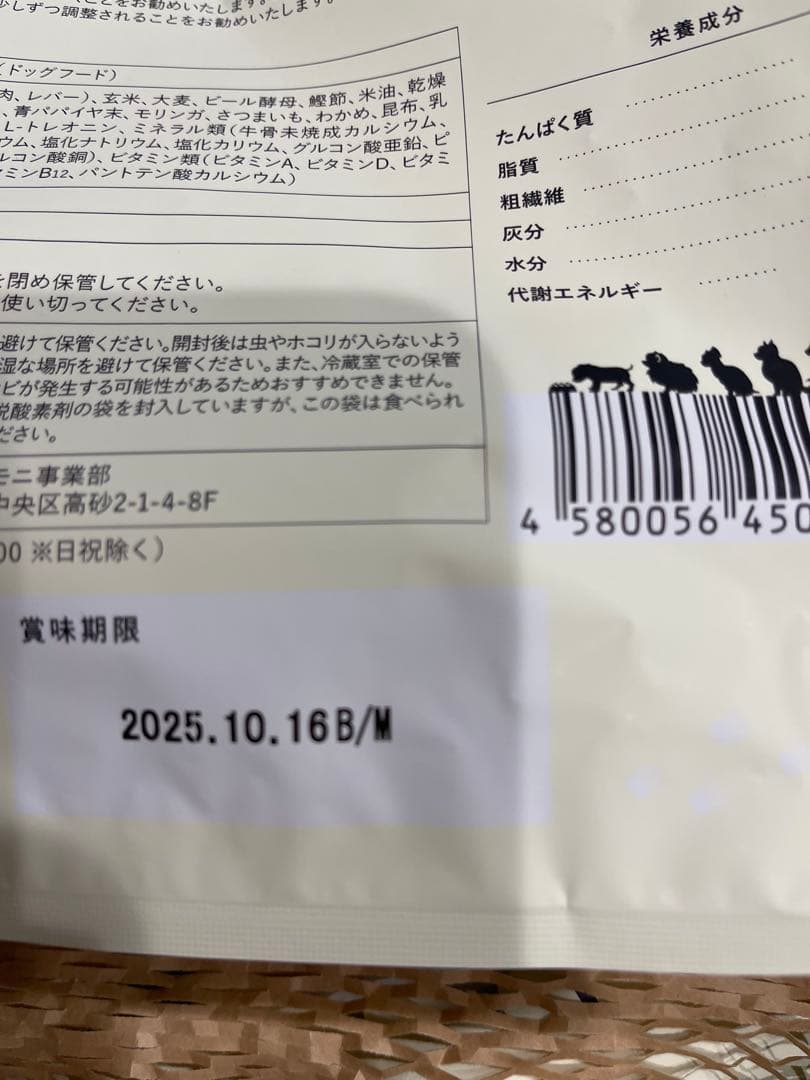 ことをお勧めいたします。
少しずつ調整されることをお勧めいたします。
（ドッグフード）
肉、レバー）、玄米、大麦、ビール酵母、鰹節、米油、乾燥
、青パパイヤ末、モリンガ、さつまいも、わかめ、昆布、乳
L-トレオニン、ミネラル類（牛骨未焼成カルシウム、
ウム、塩化ナトリウム、塩化カリウム、グルコン酸亜鉛、ピ
ルコン酸銅）、ビタミン類（ビタミンA、ビタミンD、ビタミ
ミンB12、パントテン酸カルシウム）
を閉め保管してください。
使い切ってください。
避けて保管ください。開封後は虫やホコリが入らないよう
湿な場所を避けて保管ください。また、冷蔵室での保管
カビが発生する可能性があるためおすすめできません。
脱酸素剤の袋を封入していますが、この袋は食べられ
ださい。
モニ事業部
中央区高砂2-1-4-8F
00 ※日祝除く）
賞味期限
2025.10.16B/M
栄養成分
たんぱく質
脂質
粗繊維
灰分
水分
代謝エネルギー
4 580056 450